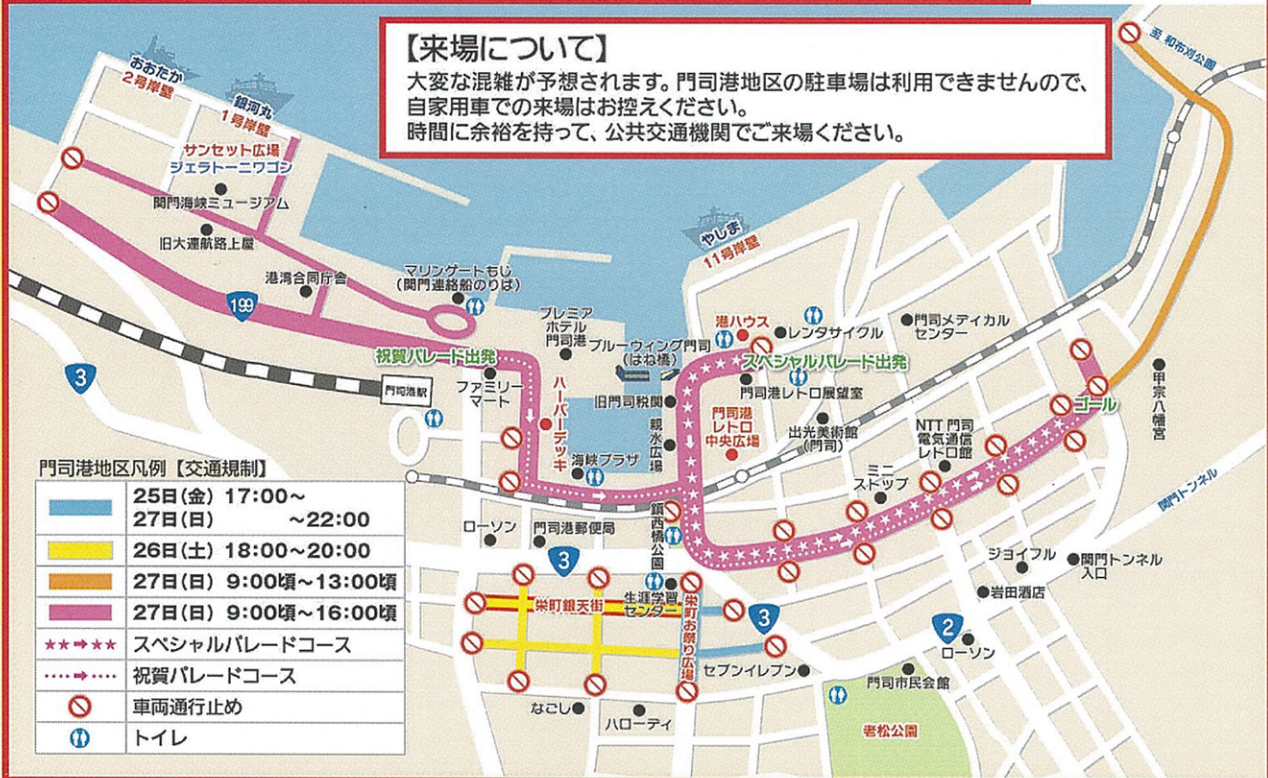 【来場について】
大変な混雑が予想されます。門司港地区の駐車場は利用できませんので、
自家用車での来場はお控えください。
時間に余裕を持って、公共交通機関でご来場ください。
至 和布刈公園
おおたか
2号岸壁
銀河丸
1号岸壁
サンセット広場
ジェラトーニワゴン
関門海峡ミュージアム
旧大連航路上屋
港湾合同庁舎
マリンゲートもじ
(関門連絡船のりば)
199
3
祝賀パレード出発
門司港駅
ファミリー
マート
プレミア
ホテル
門司港
ハーバーデッキ
海峡プラザ
ブルーウィング門司
(はね橋)
旧門司税関
親水広場
やしま
11号岸壁
港ハウス
レンタサイクル
スペシャルパレード出発
門司港レトロ展望室
門司港
レトロ
中央広場
出光美術館
(門司)
門司メディカル
センター
NTT 門司
電気通信
レトロ館
ミニ
ストップ
ゴール
甲宗八幡宮
関門トンネル
関門トンネル
入口
ジョイフル
岩田酒店
2
ローソン
門司市民会館
老松公園
セブンイレブン
3
栄町お祭り広場
生涯学習
センター
鎮西橋公園
栄町銀天街
3
ローソン
門司港郵便局
なごし
ハローデイ
門司港地区凡例【交通規制】
25日(金) 17:00~
27日(日) ~22:00
26日(土) 18:00~20:00
27日(日) 9:00頃~13:00頃
27日(日) 9:00頃~16:00頃
スペシャルパレードコース
祝賀パレードコース
車両通行止め
トイレ